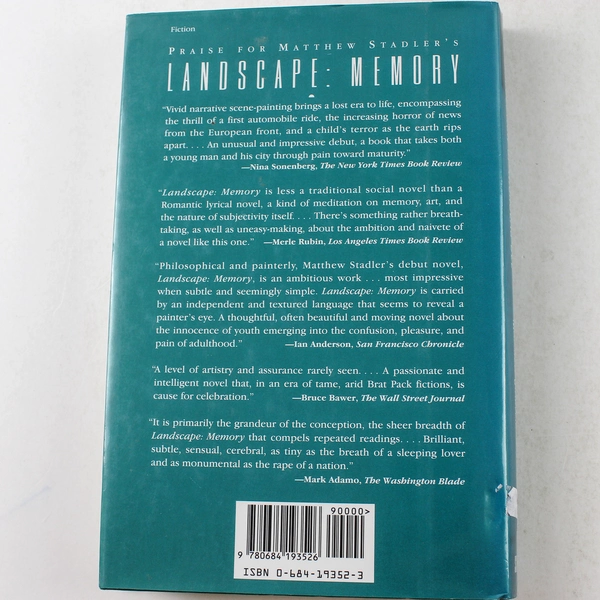 Fiction
PRAISE FOR MATTHEW STADLER'S
LANDSCAPE: MEMORY
"Vivid narrative scene-painting brings a lost era to life, encompassing
the thrill of a first automobile ride, the increasing horror of news
from the European front, and a child's terror as the earth rips
apart. . . . An unusual and impressive debut, a book that takes both
a young man and his city through pain toward maturity."
—Nina Sonenberg, The New York Times Book Review
"Landscape: Memory is less a traditional social novel than a
Romantic lyrical novel, a kind of meditation on memory, art, and
the nature of subjectivity itself. . . . There's something rather breath-
taking, as well as uneasy-making, about the ambition and naivete of
a novel like this one." —Merle Rubin, Los Angeles Times Book Review
"Philosophical and painterly, Matthew Stadler's debut novel,
Landscape: Memory, is an ambitious work . . . most impressive
when subtle and seemingly simple. Landscape: Memory is carried
by an independent and textured language that seems to reveal a
painter's eye. A thoughtful, often beautiful and moving novel about
the innocence of youth emerging into the confusion, pleasure, and
pain of adulthood." —Ian Anderson, San Francisco Chronicle
"A level of artistry and assurance rarely seen. . . . A passionate and
intelligent novel that, in an era of tame, arid Brat Pack fictions, is
cause for celebration." —Bruce Bawer, The Wall Street Journal
"It is primarily the grandeur of the conception, the sheer breadth of
Landscape: Memory that compels repeated readings. . . . Brilliant,
subtle, sensual, cerebral, as tiny as the breath of a sleeping lover
and as monumental as the rape of a nation."
—Mark Adamo, The Washington Blade
90000>
9 780684 193526
ISBN 0-684-19352-3